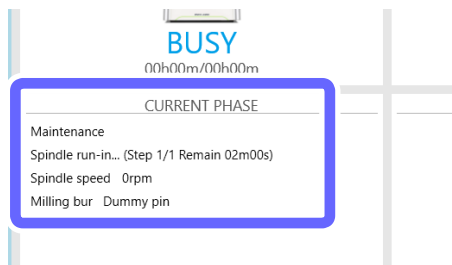 BUSY
00h00m/00h00m
CURRENT PHASE
Maintenance
Spindle run-in... (Step 1/1 Remain 02m00s)
Spindle speed 0rpm
Milling bur Dummy pin